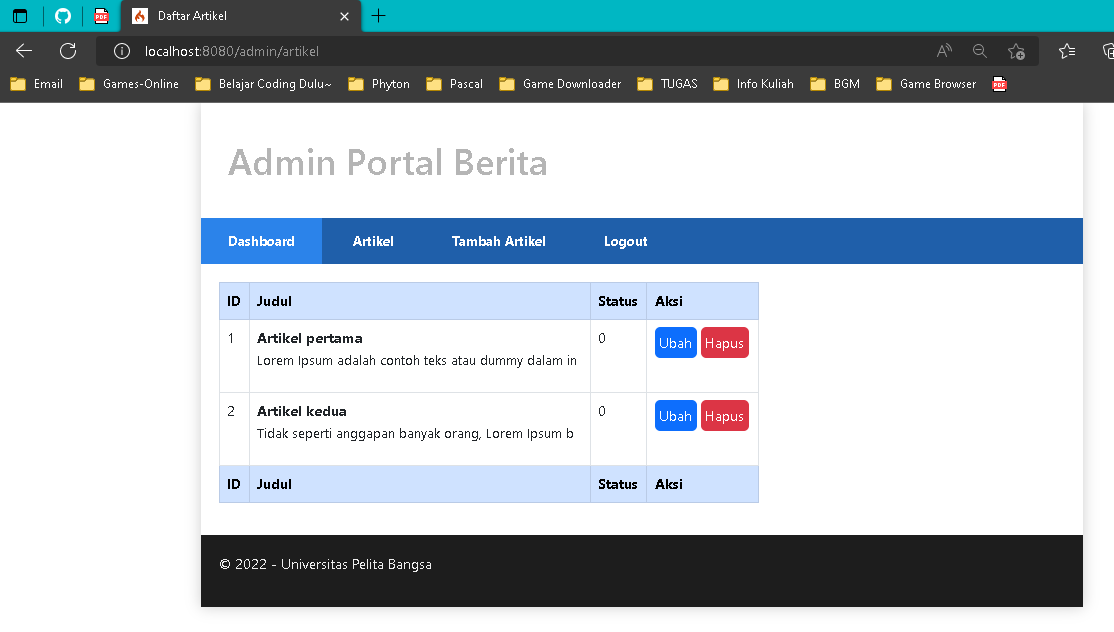 Daftar Artikel
localhost:8080/admin/artikel
Email Games-Online Belajar Coding Dulu~ Phyton Pascal Game Downloader TUGAS Info Kuliah BGM Game Browser PDF
Admin Portal Berita
Dashboard Artikel Tambah Artikel Logout
ID Judul Status Aksi
1 Artikel pertama 0 Ubah Hapus
Lorem Ipsum adalah contoh teks atau dummy dalam in
2 Artikel kedua 0 Ubah Hapus
Tidak seperti anggapan banyak orang, Lorem Ipsum b
ID Judul Status Aksi
© 2022 - Universitas Pelita Bangsa